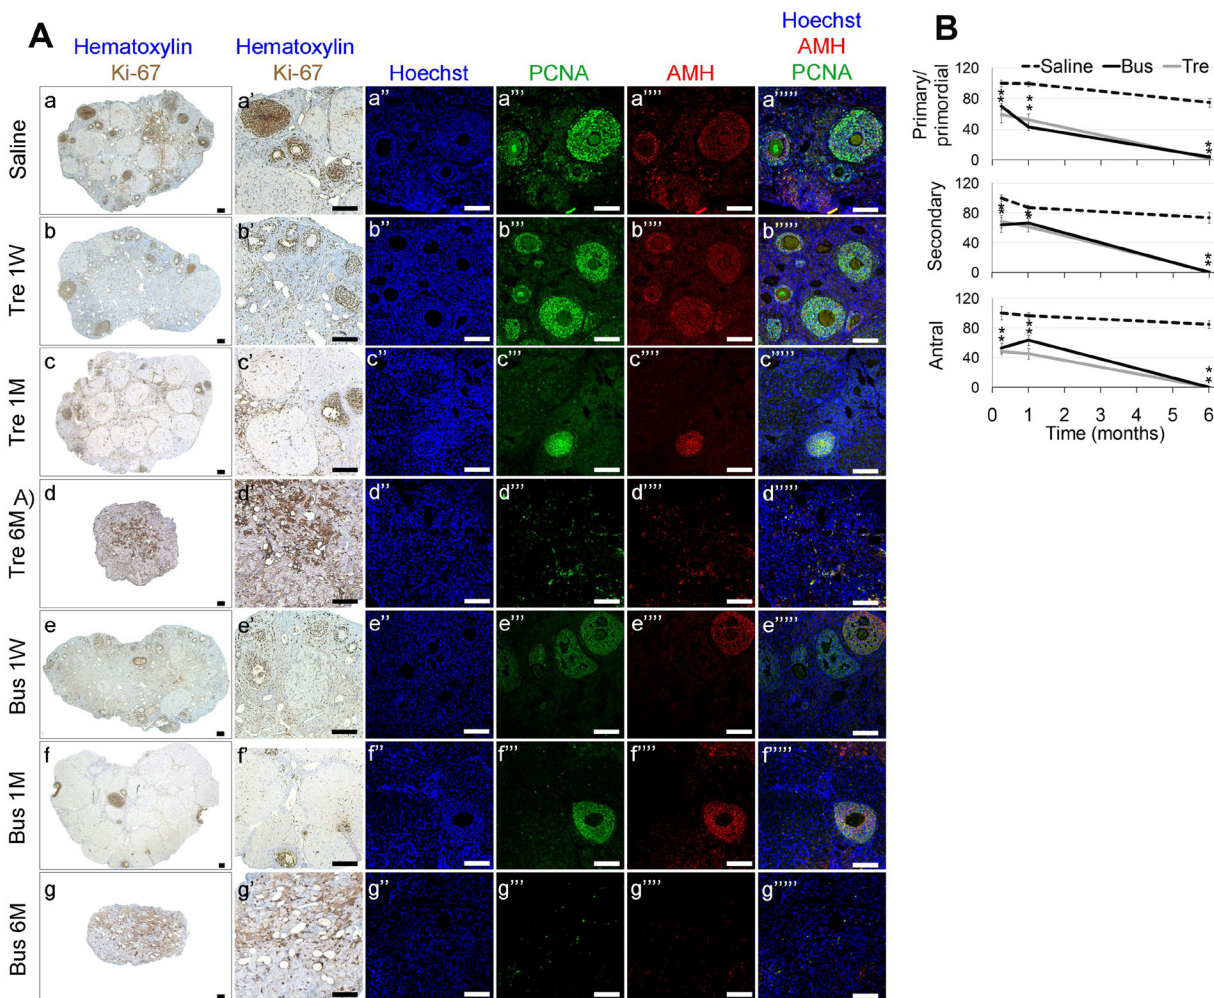 A
Hematoxylin
Ki-67
Hematoxylin
Ki-67
Hoechst
PCNA
AMH
Hoechst
AMH
PCNA
Saline
a
a'
a''
a'''
a''''
a'''''
Tre 1W
b
b'
b''
b'''
b''''
b'''''
Tre 1M
c
c'
c''
c'''
c''''
c'''''
Tre 6M A)
d
d'
d''
d'''
d''''
d'''''
Bus 1W
e
e'
e''
e'''
e''''
e'''''
Bus 1M
f
f'
f''
f'''
f''''
f'''''
Bus 6M
g
g'
g''
g'''
g''''
g'''''
B
Saline Bus Tre
Primary/
primordial
120
80
40
0
* *
* *
* *
Secondary
120
80
40
0
* *
* *
* *
Antral
120
80
40
0
* *
* *
* *
0 1 2 3 4 5 6
Time (months)